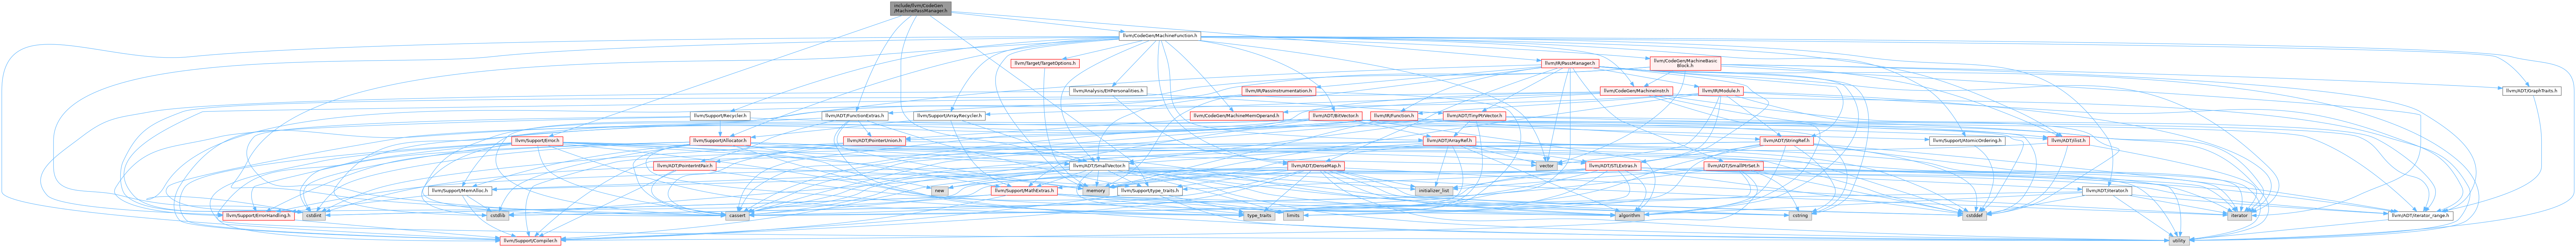 include/llvm/CodeGen
/MachinePassManager.h
llvm/CodeGen/MachineFunction.h
llvm/Target/TargetOptions.h
llvm/IR/PassManager.h
llvm/CodeGen/MachineBasic
Block.h
llvm/Analysis/EHPersonalities.h
llvm/IR/PassInstrumentation.h
llvm/CodeGen/MachineInstr.h
llvm/IR/Module.h
llvm/ADT/GraphTraits.h
llvm/Support/Recycler.h
llvm/ADT/FunctionExtras.h
llvm/Support/ArrayRecycler.h
llvm/CodeGen/MachineMemOperand.h
llvm/ADT/BitVector.h
llvm/IR/Function.h
llvm/ADT/TinyPtrVector.h
llvm/Support/Error.h
llvm/Support/Allocator.h
llvm/ADT/PointerUnion.h
llvm/ADT/ArrayRef.h
llvm/ADT/StringRef.h
llvm/Support/AtomicOrdering.h
llvm/ADT/ilist.h
llvm/ADT/PointerIntPair.h
llvm/ADT/SmallVector.h
vector
llvm/ADT/DenseMap.h
llvm/ADT/STLExtras.h
llvm/ADT/SmallPtrSet.h
llvm/Support/MemAlloc.h
new
llvm/Support/MathExtras.h
memory
llvm/Support/type_traits.h
initializer_list
llvm/ADT/iterator.h
llvm/Support/ErrorHandling.h
cstdint
cstdlib
cassert
type_traits
limits
algorithm
cstring
cstddef
iterator
llvm/ADT/iterator_range.h
llvm/Support/Compiler.h
utility